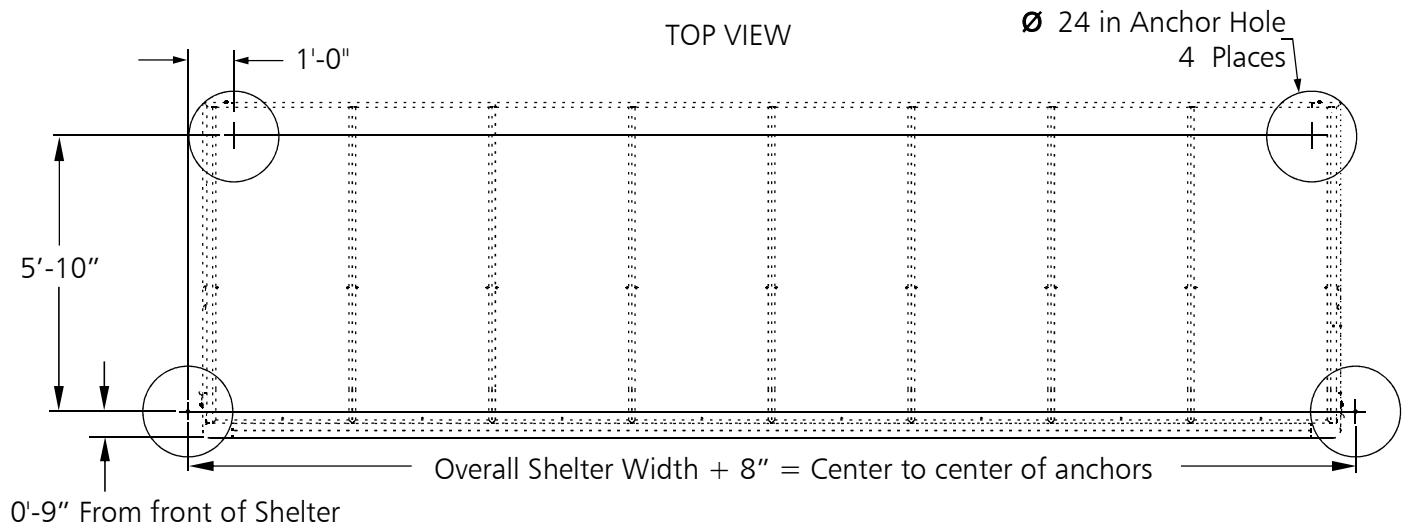 TOP VIEW
Ø 24 in Anchor Hole
4 Places
1'-0"
5’-10”
Overall Shelter Width + 8” = Center to center of anchors
0'-9” From front of Shelter